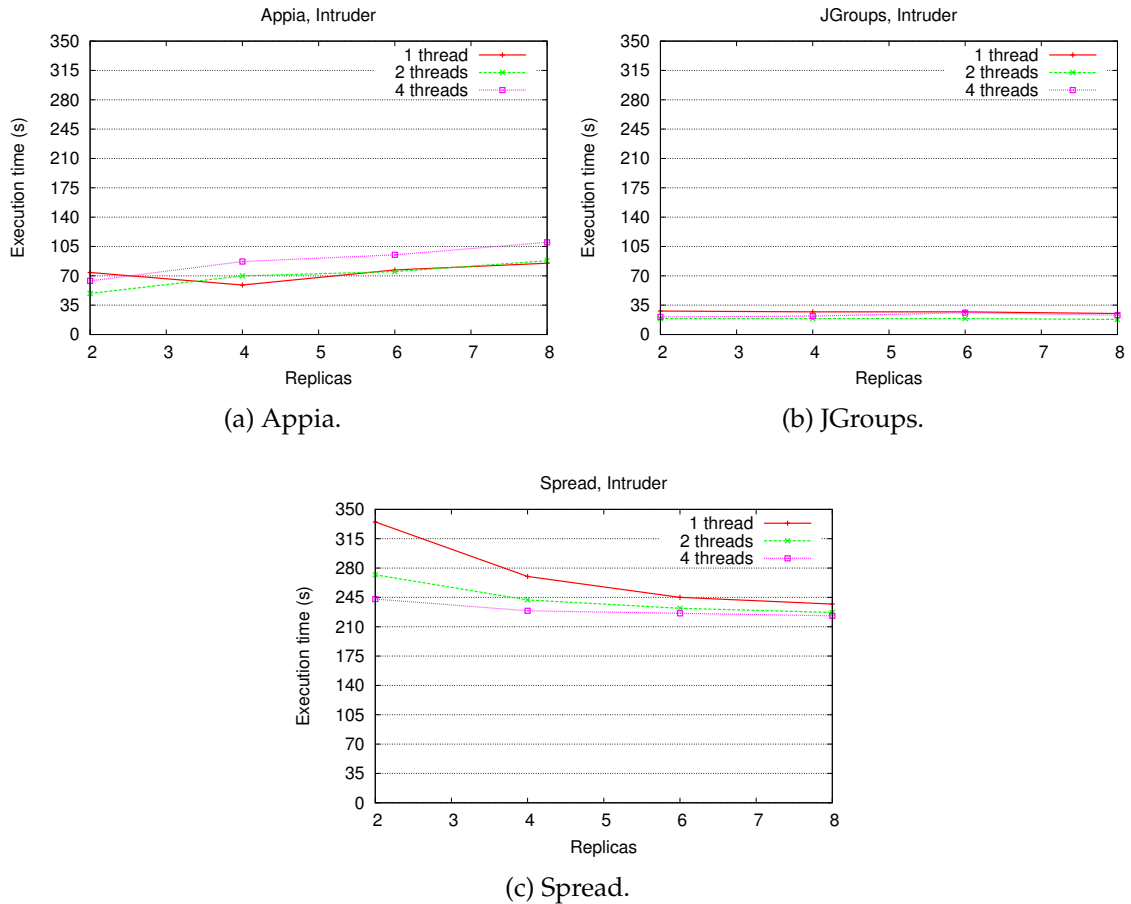 Appia, Intruder
350
315
280
245
210
175
140
105
70
35
0
Execution time (s)
1 thread
2 threads
4 threads
2 3 4 5 6 7 8
Replicas
(a) Appia.
JGroups, Intruder
350
315
280
245
210
175
140
105
70
35
0
Execution time (s)
1 thread
2 threads
4 threads
2 3 4 5 6 7 8
Replicas
(b) JGroups.
Spread, Intruder
350
315
280
245
210
175
140
105
70
35
0
Execution time (s)
1 thread
2 threads
4 threads
2 3 4 5 6 7 8
Replicas
(c) Spread.